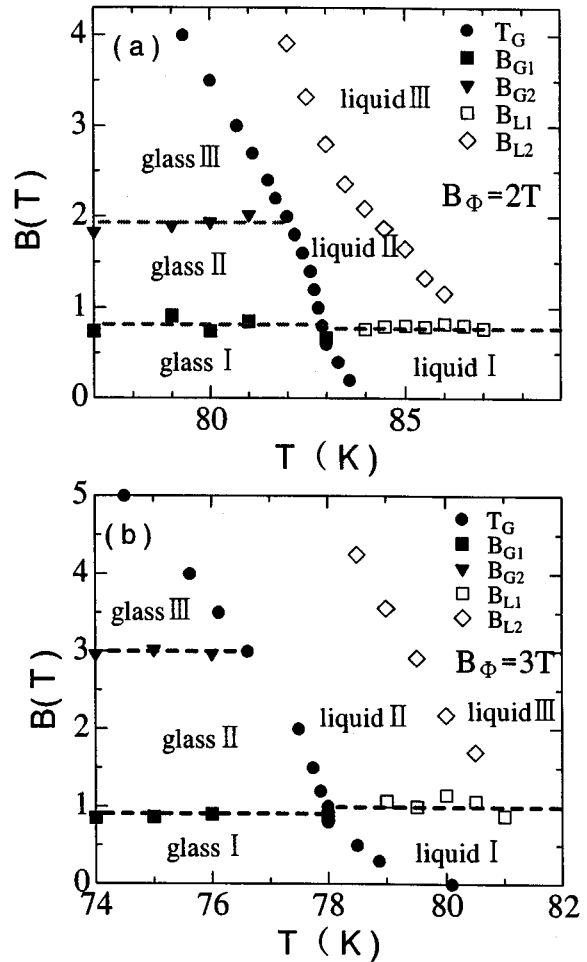 (a)
4
3
2
1
0
B(T)
80
85
T (K)
● T_G
■ B_G1
▼ B_G2
□ B_L1
◇ B_L2
B_Φ=2T
liquid Ⅲ
glass Ⅲ
liquid Ⅱ
glass Ⅱ
glass Ⅰ
liquid Ⅰ
(b)
5
4
3
2
1
0
B(T)
74
76
78
80
82
T (K)
● T_G
■ B_G1
▼ B_G2
□ B_L1
◇ B_L2
B_Φ=3T
glass Ⅲ
liquid Ⅱ
liquid Ⅲ
glass Ⅱ
glass Ⅰ
liquid Ⅰ